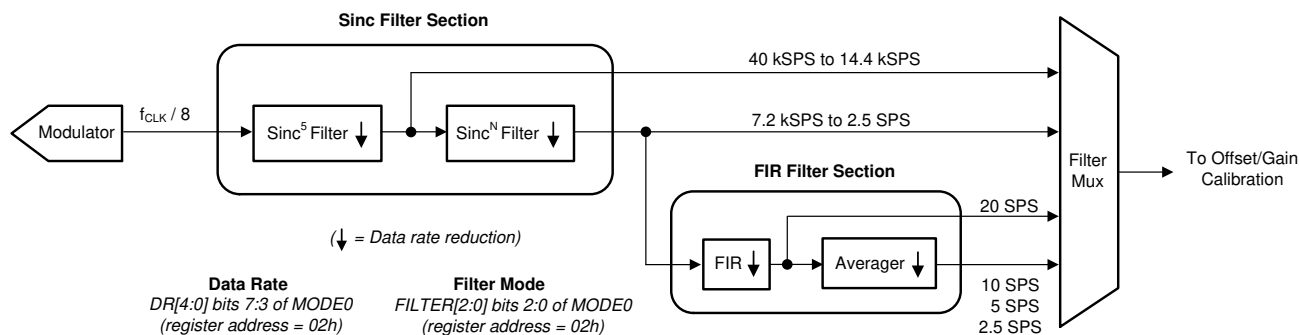 Sinc Filter Section
40 kSPS to 14.4 kSPS
Modulator
fCLK / 8
Sinc5 Filter
SincN Filter
7.2 kSPS to 2.5 SPS
Filter
Mux
To Offset/Gain
Calibration
FIR Filter Section
20 SPS
(↓ = Data rate reduction)
FIR
Averager
10 SPS
5 SPS
2.5 SPS
Data Rate
DR[4:0] bits 7:3 of MODE0
(register address = 02h)
Filter Mode
FILTER[2:0] bits 2:0 of MODE0
(register address = 02h)